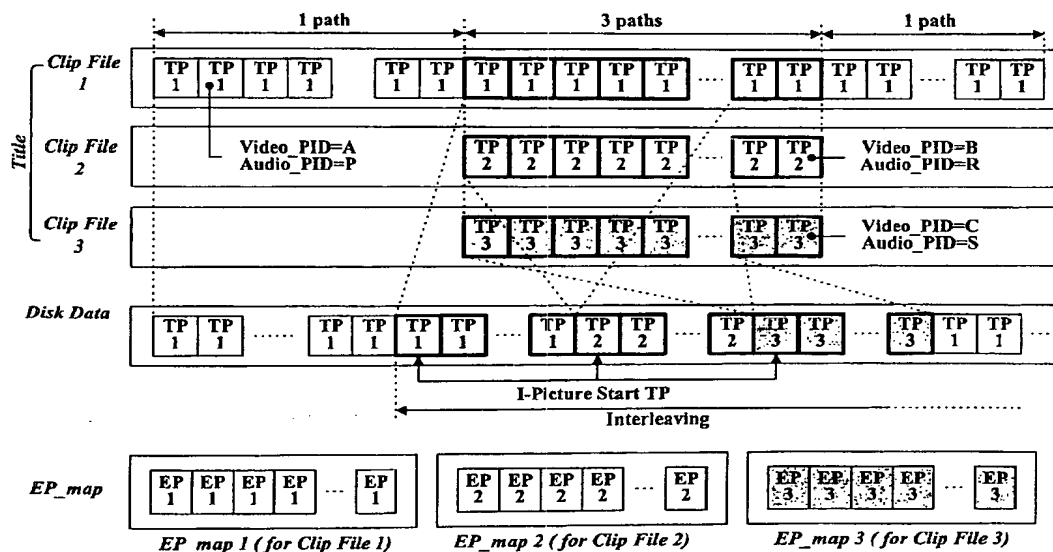 1 path 3 paths 1 path
Clip File 1
TP 1 TP 1 TP 1 TP 1 TP 1 TP 1 TP 1 TP 1 TP 1 TP 1 TP 1 ..... TP 1 TP 1 TP 1 TP 1 ..... TP 1 TP 1
Title
Clip File 2
Video_PID=A
Audio_PID=P
TP 2 TP 2 TP 2 TP 2 TP 2 ..... TP 2 TP 2
Video_PID=B
Audio_PID=R
Clip File 3
TP 3 TP 3 TP 3 TP 3 TP 3 ..... TP 3 TP 3
Video_PID=C
Audio_PID=S
Disk Data
TP 1 TP 1 ..... TP 1 TP 1 TP 1 TP 1 ..... TP 1 TP 2 TP 2 ..... TP 2 TP 3 TP 3 ..... TP 3 TP 1 TP 1 .....
I-Picture Start TP
Interleaving
EP_map
EP 1 EP 1 EP 1 EP 1 ... EP 1
EP 2 EP 2 EP 2 EP 2 ... EP 2
EP 3 EP 3 EP 3 EP 3 ... EP 3
EP_map 1 ( for Clip File 1)
EP_map 2 ( for Clip File 2)
EP_map 3 ( for Clip File 3)